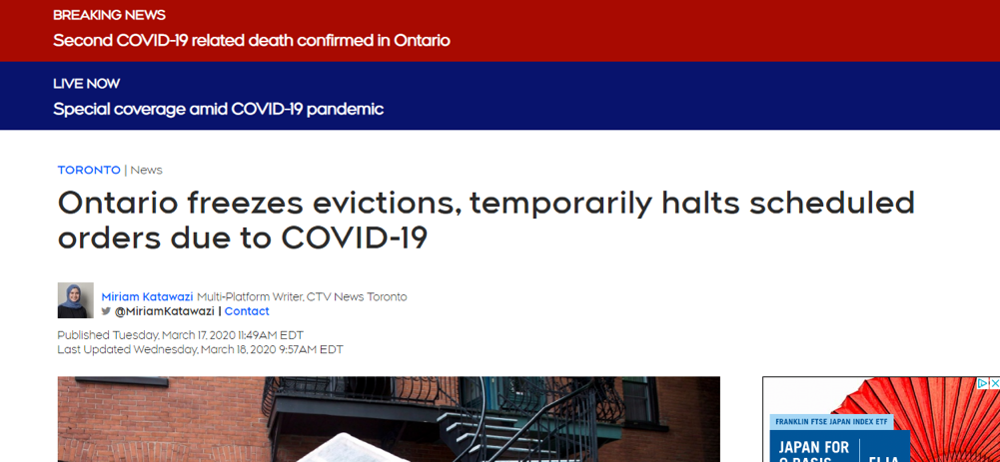 BREAKING NEWS
Second COVID-19 related death confirmed in Ontario
LIVE NOW
Special coverage amid COVID-19 pandemic
TORONTO | News
Ontario freezes evictions, temporarily halts scheduled
orders due to COVID-19
Miriam Katawazi Multi-Platform Writer, CTV News Toronto
@MiriamKatawazi | Contact
Published Tuesday, March 17, 2020 11:49AM EDT
Last Updated Wednesday, March 18, 2020 9:57AM EDT
FRANKLIN FTSE JAPAN INDEX ETF
JAPAN FOR